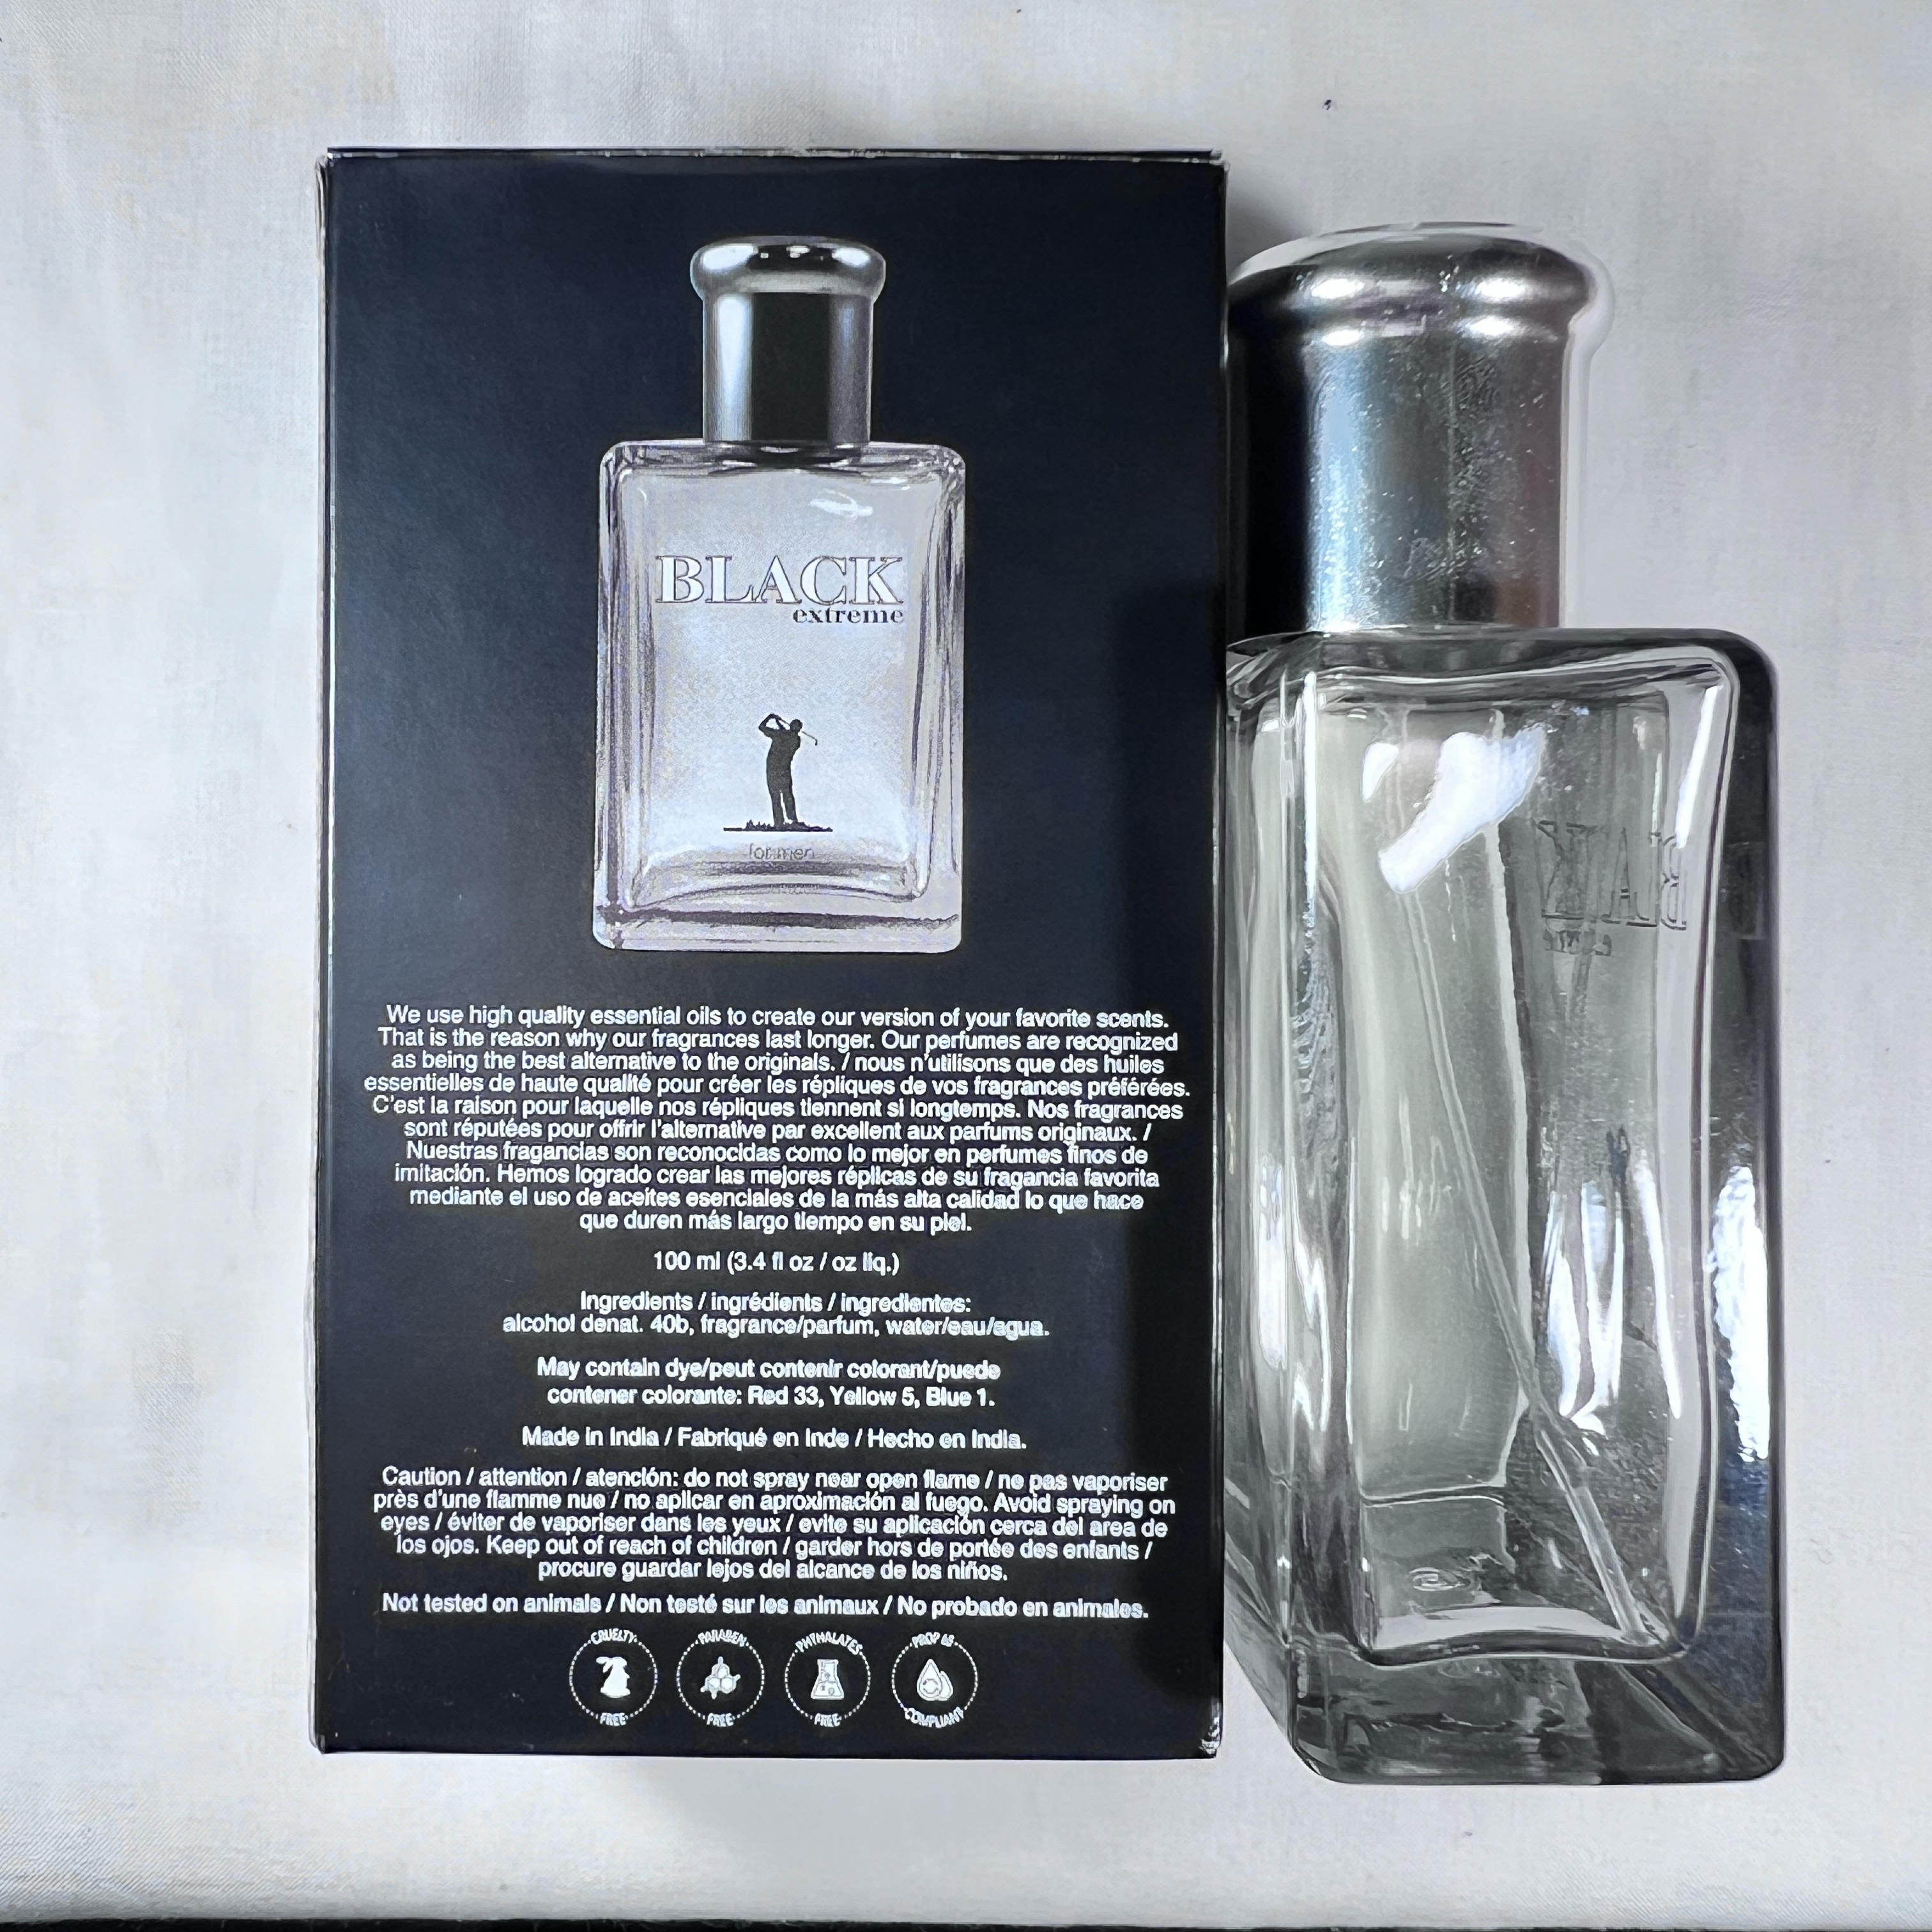 BLACK
extreme
for men
We use high quality essential oils to create our version of your favorite scents.
That is the reason why our fragrances last longer. Our perfumes are recognized
as being the best alternative to the originals. / nous n'utilisons que des huiles
essentielles de haute qualité pour créer les répliques de vos fragrances préférées.
C'est la raison pour laquelle nos répliques tiennent si longtemps. Nos fragrances
sont réputées pour offrir l'alternative par excellent aux parfums originaux. /
Nuestras fragancias son reconocidas como lo mejor en perfumes finos de
imitación. Hemos logrado crear las mejores réplicas de su fragancia favorita
mediante el uso de aceites esenciales de la más alta calidad lo que hace
que duren más largo tiempo en su piel.
100 ml (3.4 fl oz / oz liq.)
Ingredients / ingrédients / ingredientes:
alcohol denat. 40b, fragrance/parfum, water/eau/agua.
May contain dye/peut contenir colorant/puede
contener colorante: Red 33, Yellow 5, Blue 1.
Made in India / Fabriqué en Inde / Hecho en India.
Caution / attention / atención: do not spray near open flame / ne pas vaporiser
près d'une flamme nue / no aplicar en aproximación al fuego. Avoid spraying on
eyes / éviter de vaporiser dans les yeux / evite su aplicación cerca del area de
los ojos. Keep out of reach of children / garder hors de portée des enfants /
procure guardar lejos del alcance de los niños.
Not tested on animals / Non testé sur les animaux / No probado en animales.
CRUELTY FREE
PARABEN FREE
PHTHALATES FREE
PROP 65 COMPLIANT
BLACK